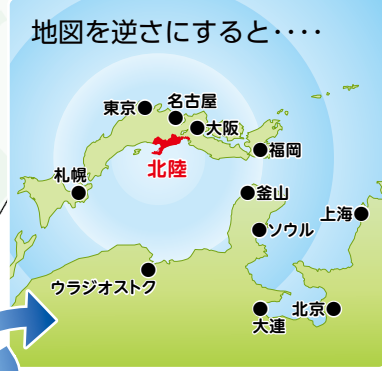 地図を逆さにすると‥‥
東京
名古屋
大阪
北陸
福岡
札幌
釜山
上海
ソウル
ウラジオストク
大連
北京